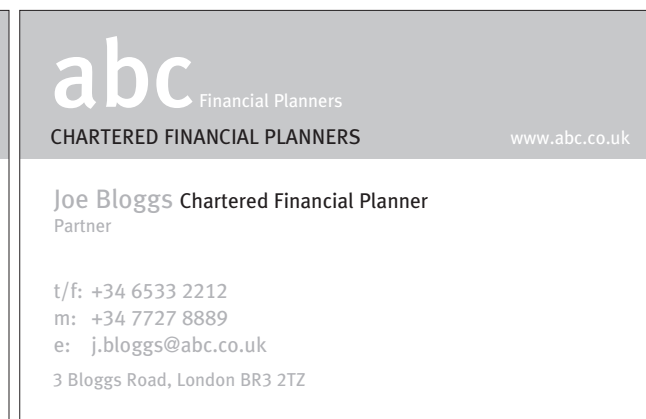 abc Financial Planners
CHARTERED FINANCIAL PLANNERS www.abc.co.uk
Joe Bloggs Chartered Financial Planner
Partner
t/f: +34 6533 2212
m: +34 7727 8889
e: j.bloggs@abc.co.uk
3 Bloggs Road, London BR3 2TZ